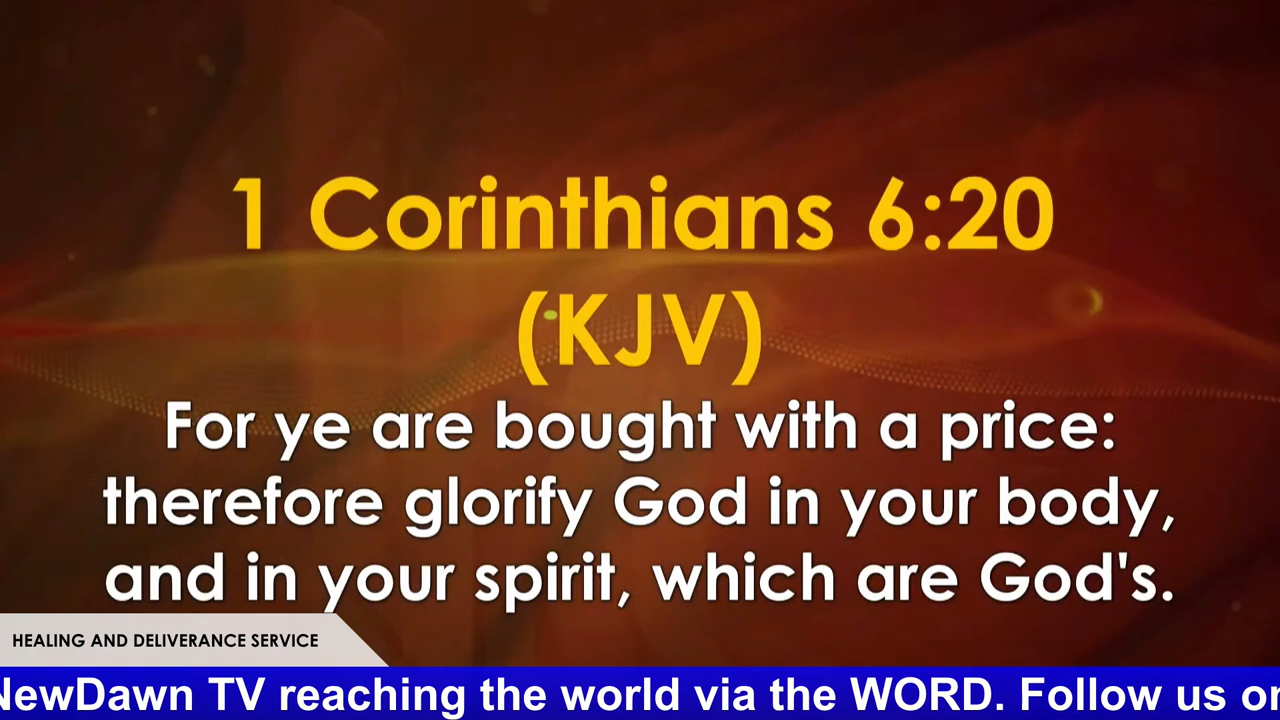 1 Corinthians 6:20
(KJV)
For ye are bought with a price:
therefore glorify God in your body,
and in your spirit, which are God's.
HEALING AND DELIVERANCE SERVICE
NewDawn TV reaching the world via the WORD. Follow us on